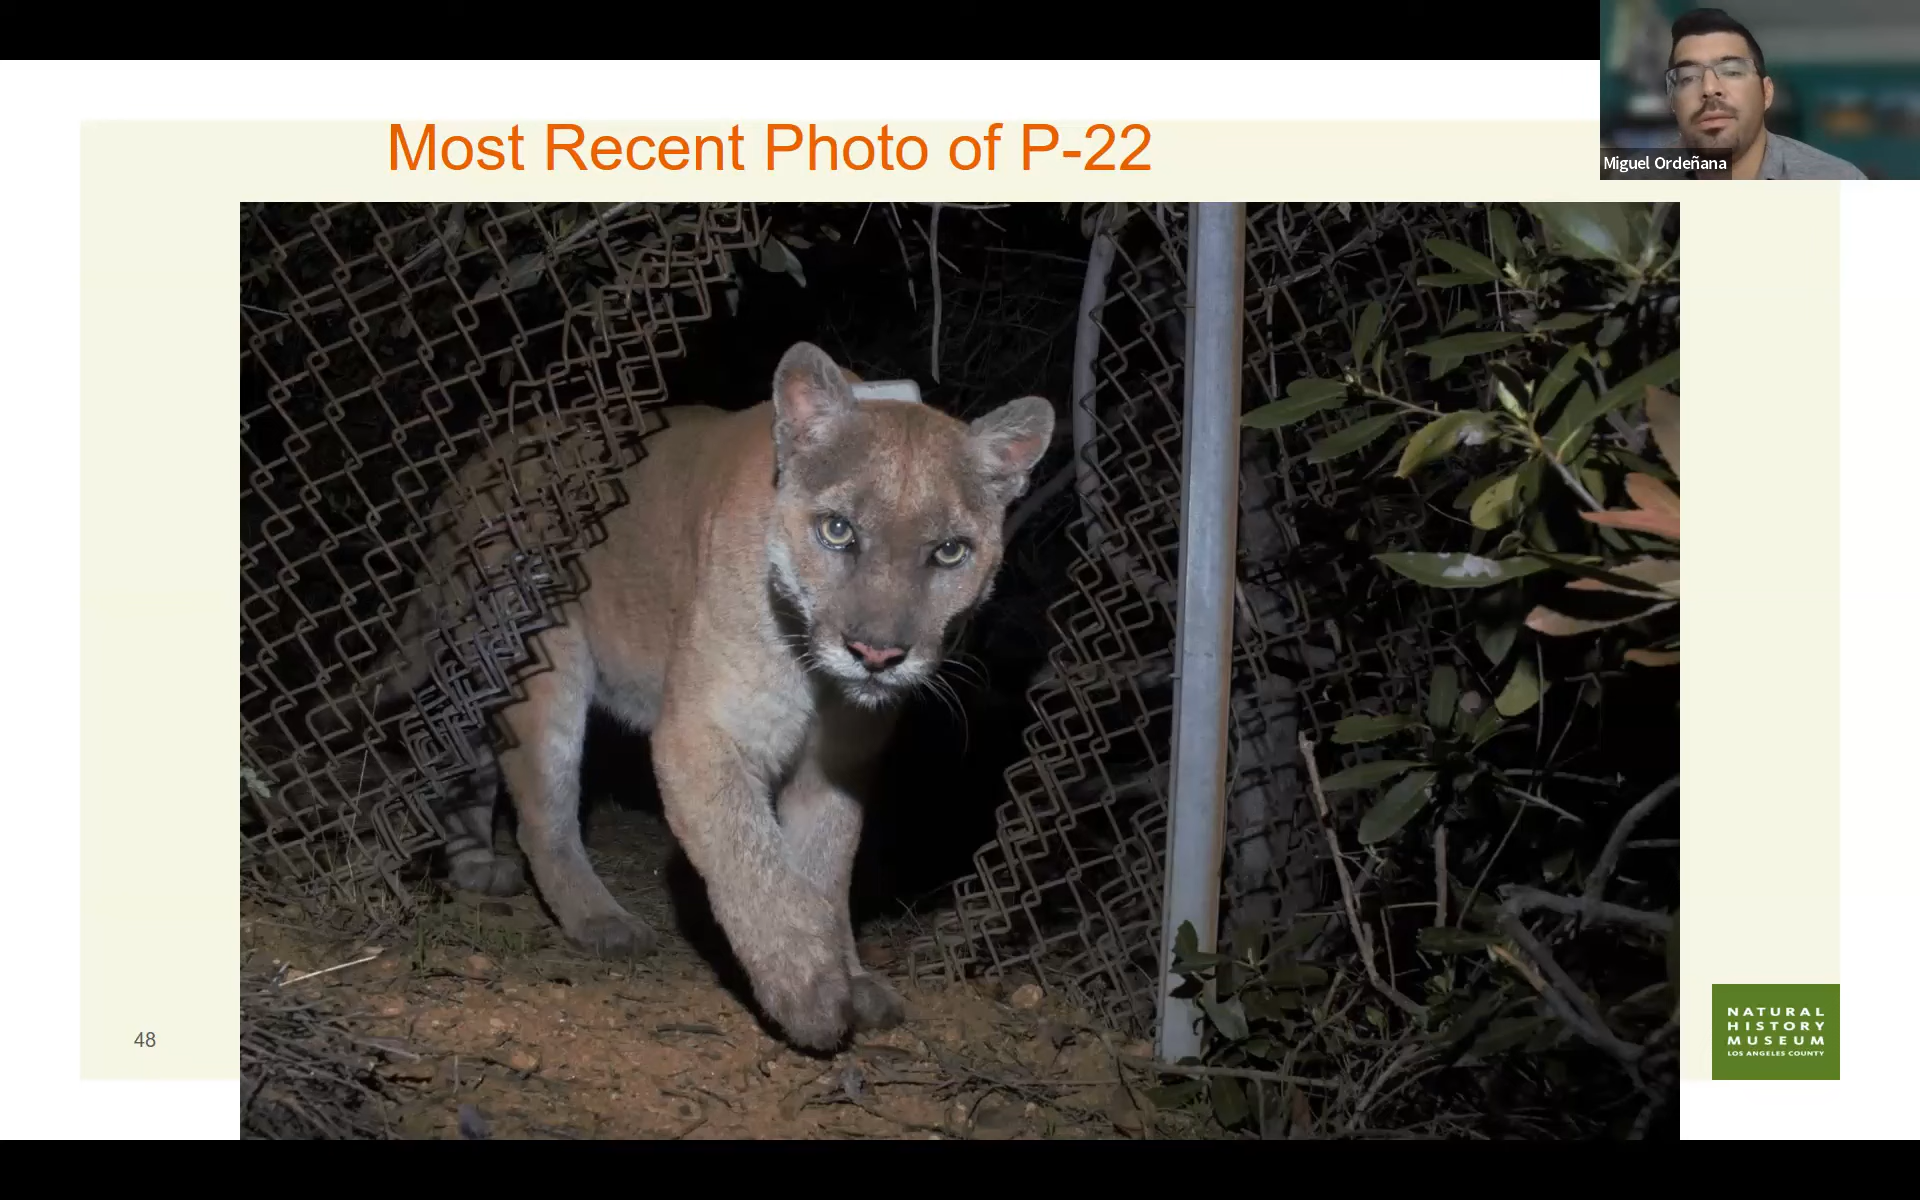 Most Recent Photo of P-22
Miguel Ordeñana
48
NATURAL
HISTORY
MUSEUM
LOS ANGELES COUNTY